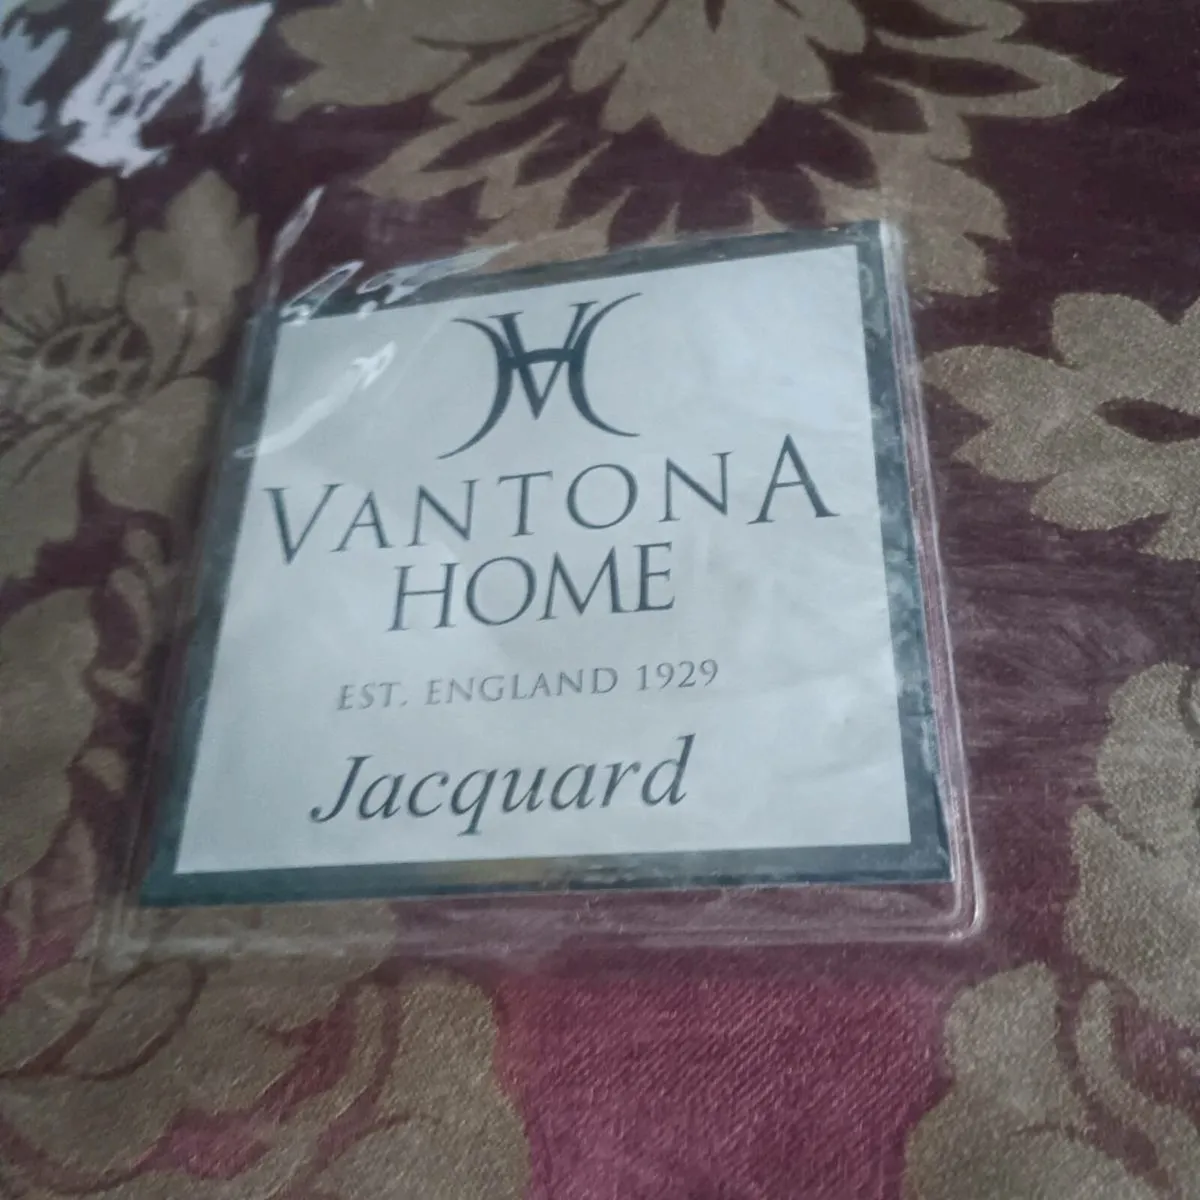 VANTONA
HOME
EST. ENGLAND 1929
Jacquard